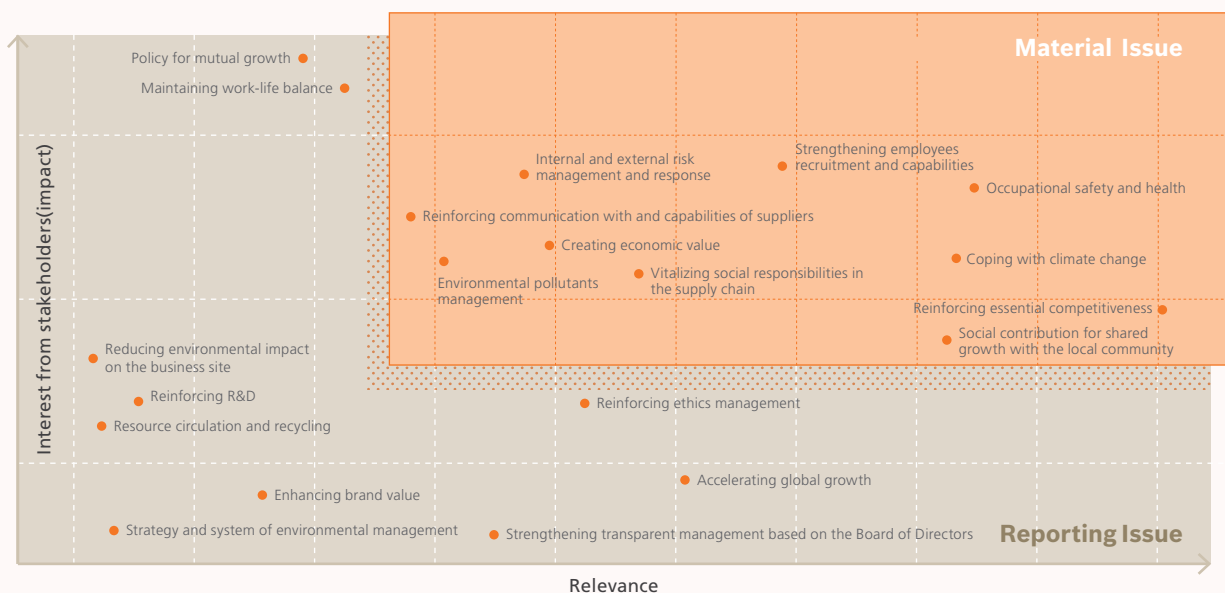 Material Issue
Policy for mutual growth
Maintaining work-life balance
Interest from stakeholders(impact)
Internal and external risk
management and response
Strengthening employees
recruitment and capabilities
Occupational safety and health
Reinforcing communication with and capabilities of suppliers
Creating economic value
Coping with climate change
Environmental pollutants
management
Vitalizing social responsibilities in
the supply chain
Reinforcing essential competitiveness
Social contribution for shared
growth with the local community
Reducing environmental impact
on the business site
Reinforcing R&D
Resource circulation and recycling
Reinforcing ethics management
Accelerating global growth
Enhancing brand value
Strategy and system of environmental management
Strengthening transparent management based on the Board of Directors
Reporting Issue
Relevance